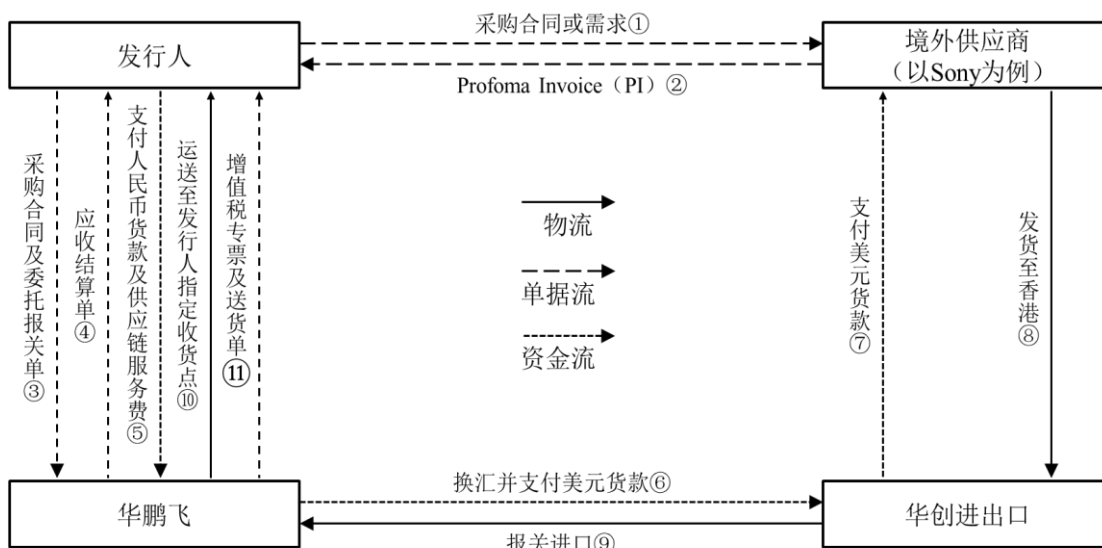 采购合同或需求①
发行人
境外供应商
（以Sony为例）
Profoma Invoice（PI）②
采购合同及委托报关单③
应收结算单④
支付人民币货款及供应链服务费⑤
运送至发行人指定收货点⑩
增值税专票及送货单⑪
物流
单据流
资金流
支付美元货款⑦
发货至香港⑧
换汇并支付美元货款⑥
华鹏飞
华创进出口
报关进口⑨